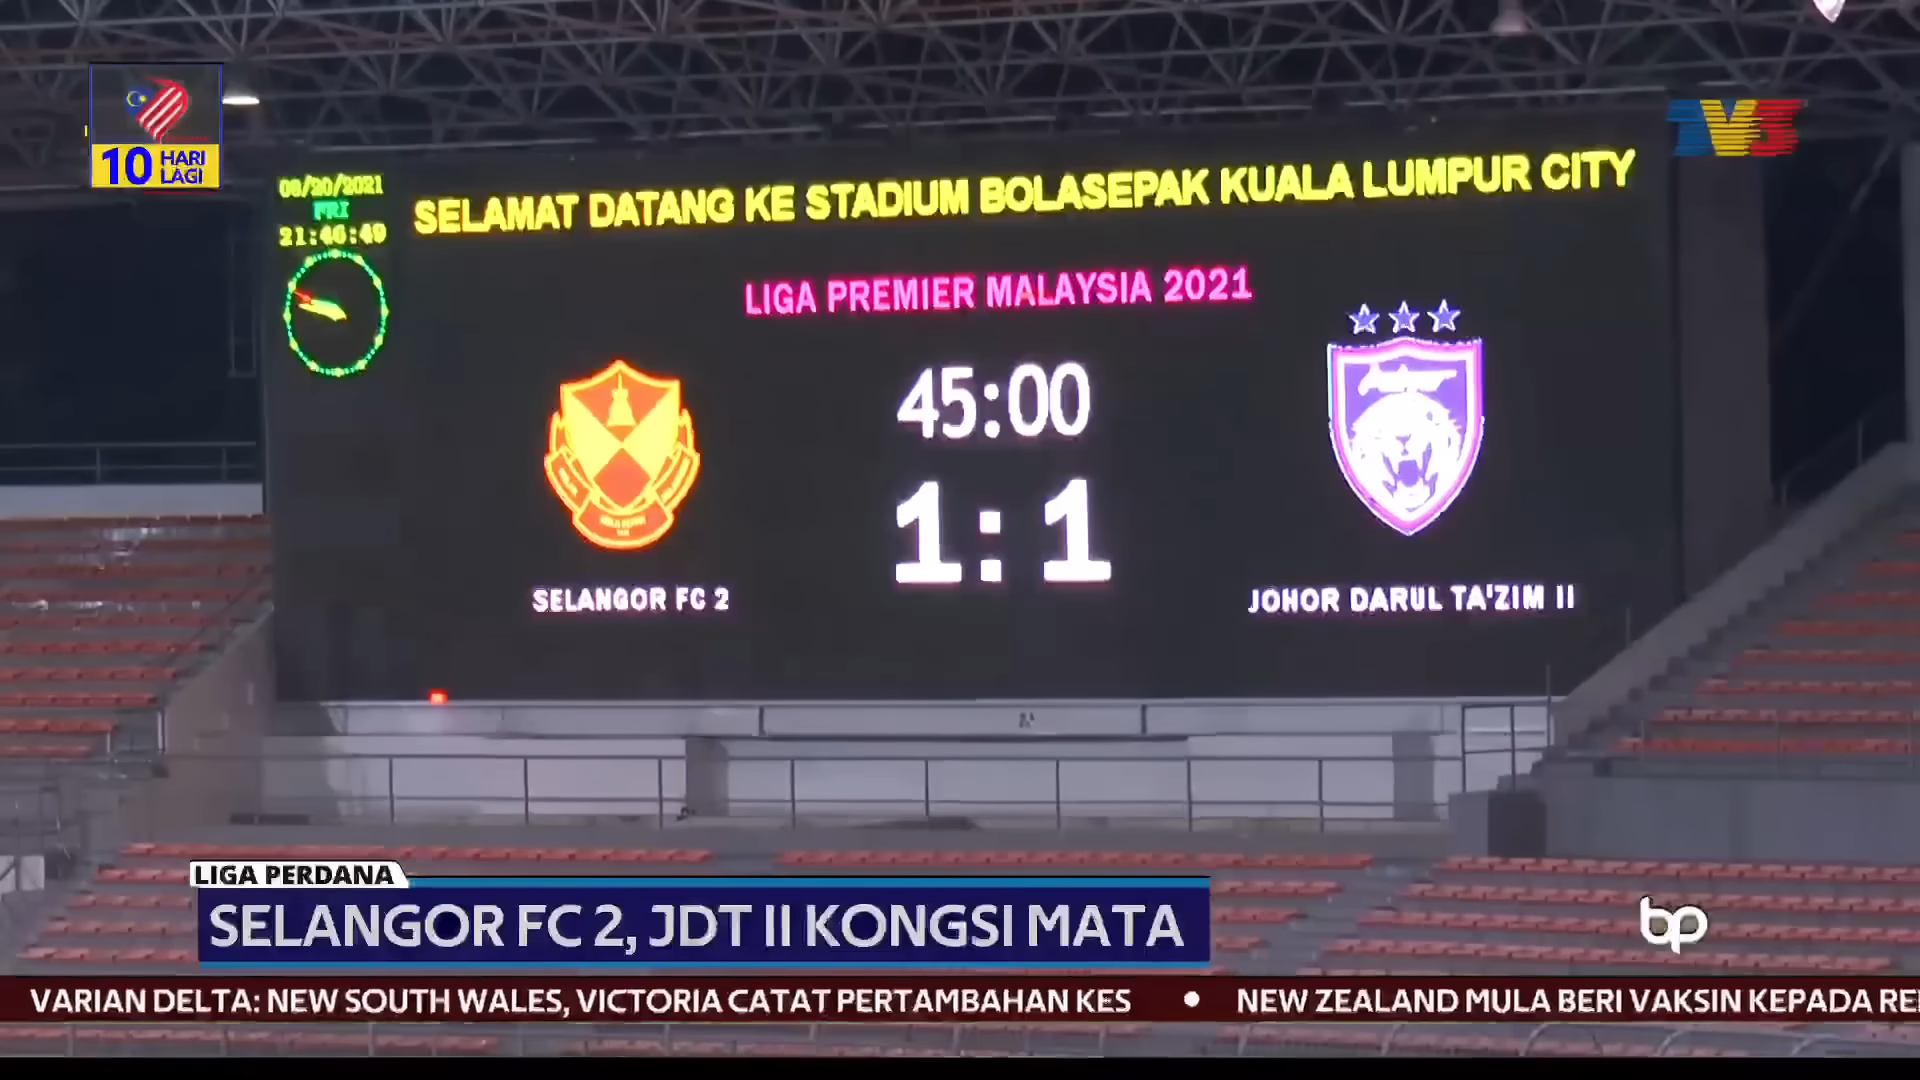 10 HARI LAGI
TV3
08/20/2021
FRI
21:46:49
SELAMAT DATANG KE STADIUM BOLASEPAK KUALA LUMPUR CITY
LIGA PREMIER MALAYSIA 2021
45:00
1 : 1
SELANGOR FC 2
JOHOR DARUL TA'ZIM II
LIGA PERDANA
SELANGOR FC 2, JDT II KONGSI MATA
bp
VARIAN DELTA: NEW SOUTH WALES, VICTORIA CATAT PERTAMBAHAN KES • NEW ZEALAND MULA BERI VAKSIN KEPADA